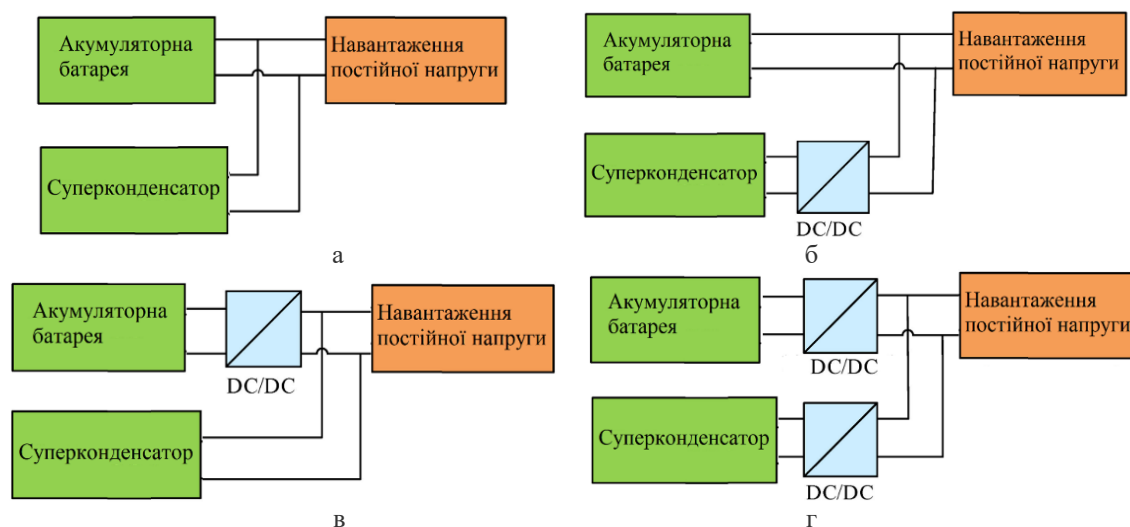 Акумуляторна
батарея
Навантаження
постійної напруги
Суперконденсатор
а
Акумуляторна
батарея
Навантаження
постійної напруги
Суперконденсатор
DC/DC
б
Акумуляторна
батарея
DC/DC
Навантаження
постійної напруги
Суперконденсатор
в
Акумуляторна
батарея
DC/DC
Навантаження
постійної напруги
Суперконденсатор
DC/DC
г